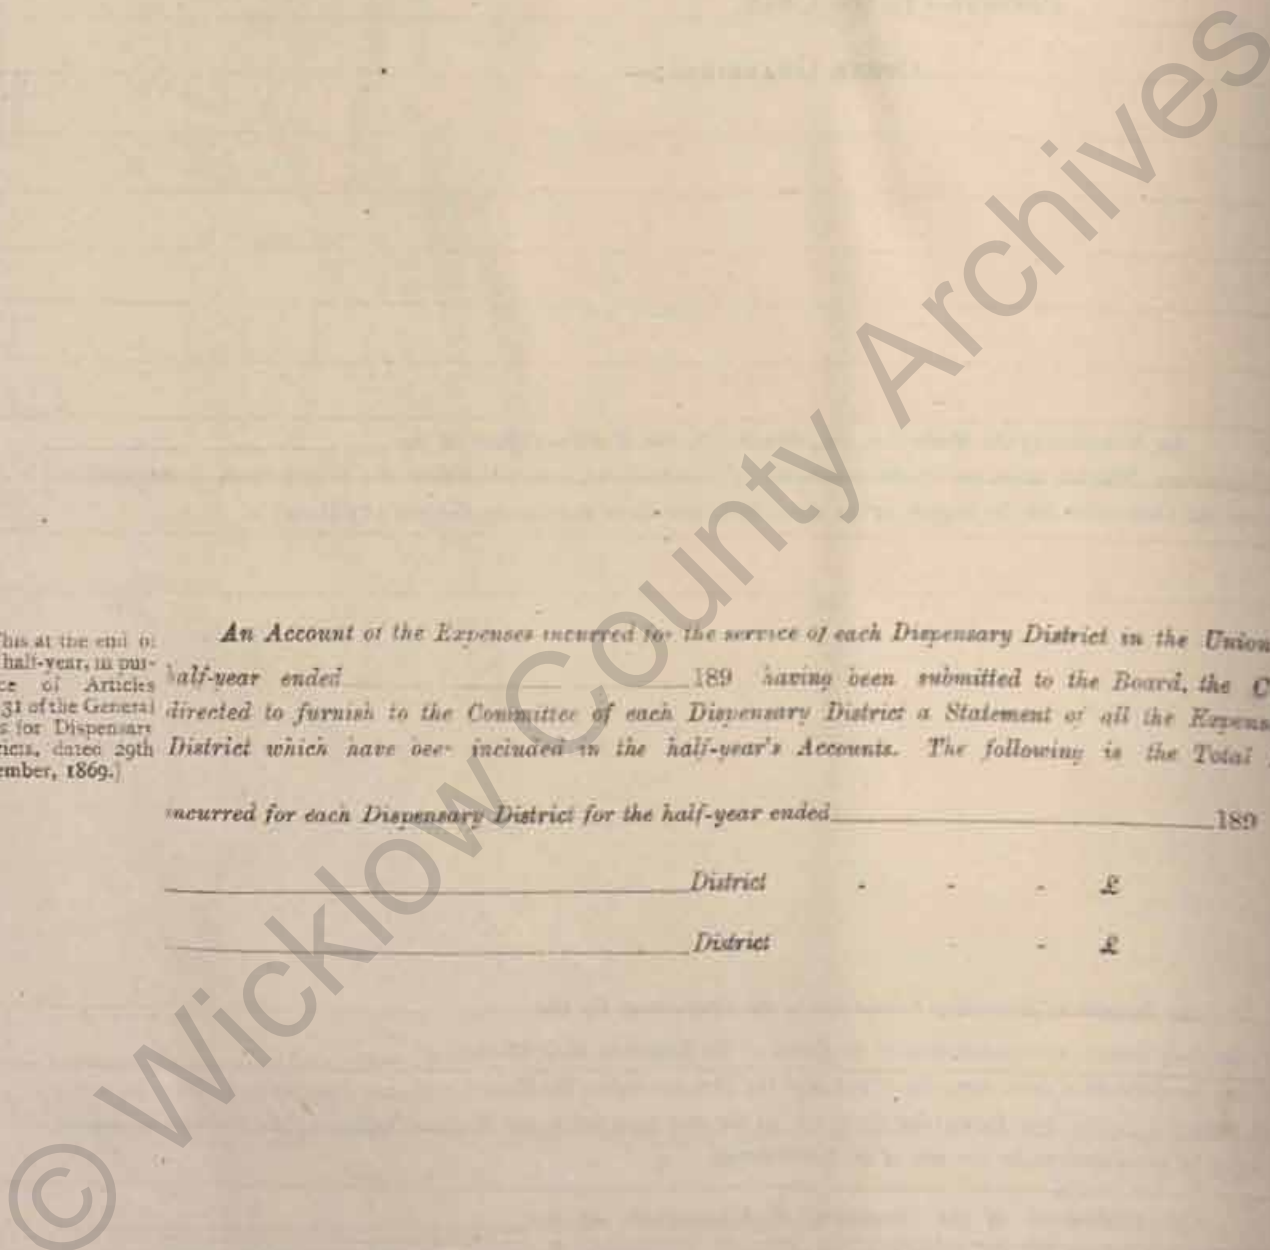 his at the end of
half-year, in pur-
ce of Articles
31 of the General
s for Dispensary
ricts, dated 29th
ember, 1869.]
An Account of the Expenses incurred for the service of each Dispensary District in the Union
half-year ended 189 having been submitted to the Board, the C
directed to furnish to the Committee of each Dispensary District a Statement of all the Expens
District which have been included in the half-year's Accounts. The following is the Total
incurred for each Dispensary District for the half-year ended 189
District - - - £
District - - £
© Wicklow County Archives